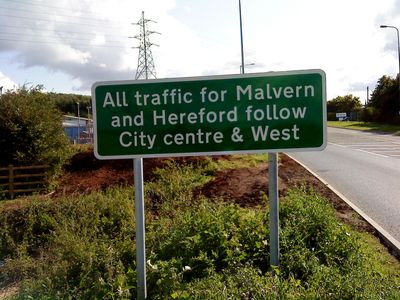 All traffic for Malvern
and Hereford follow
City centre & West